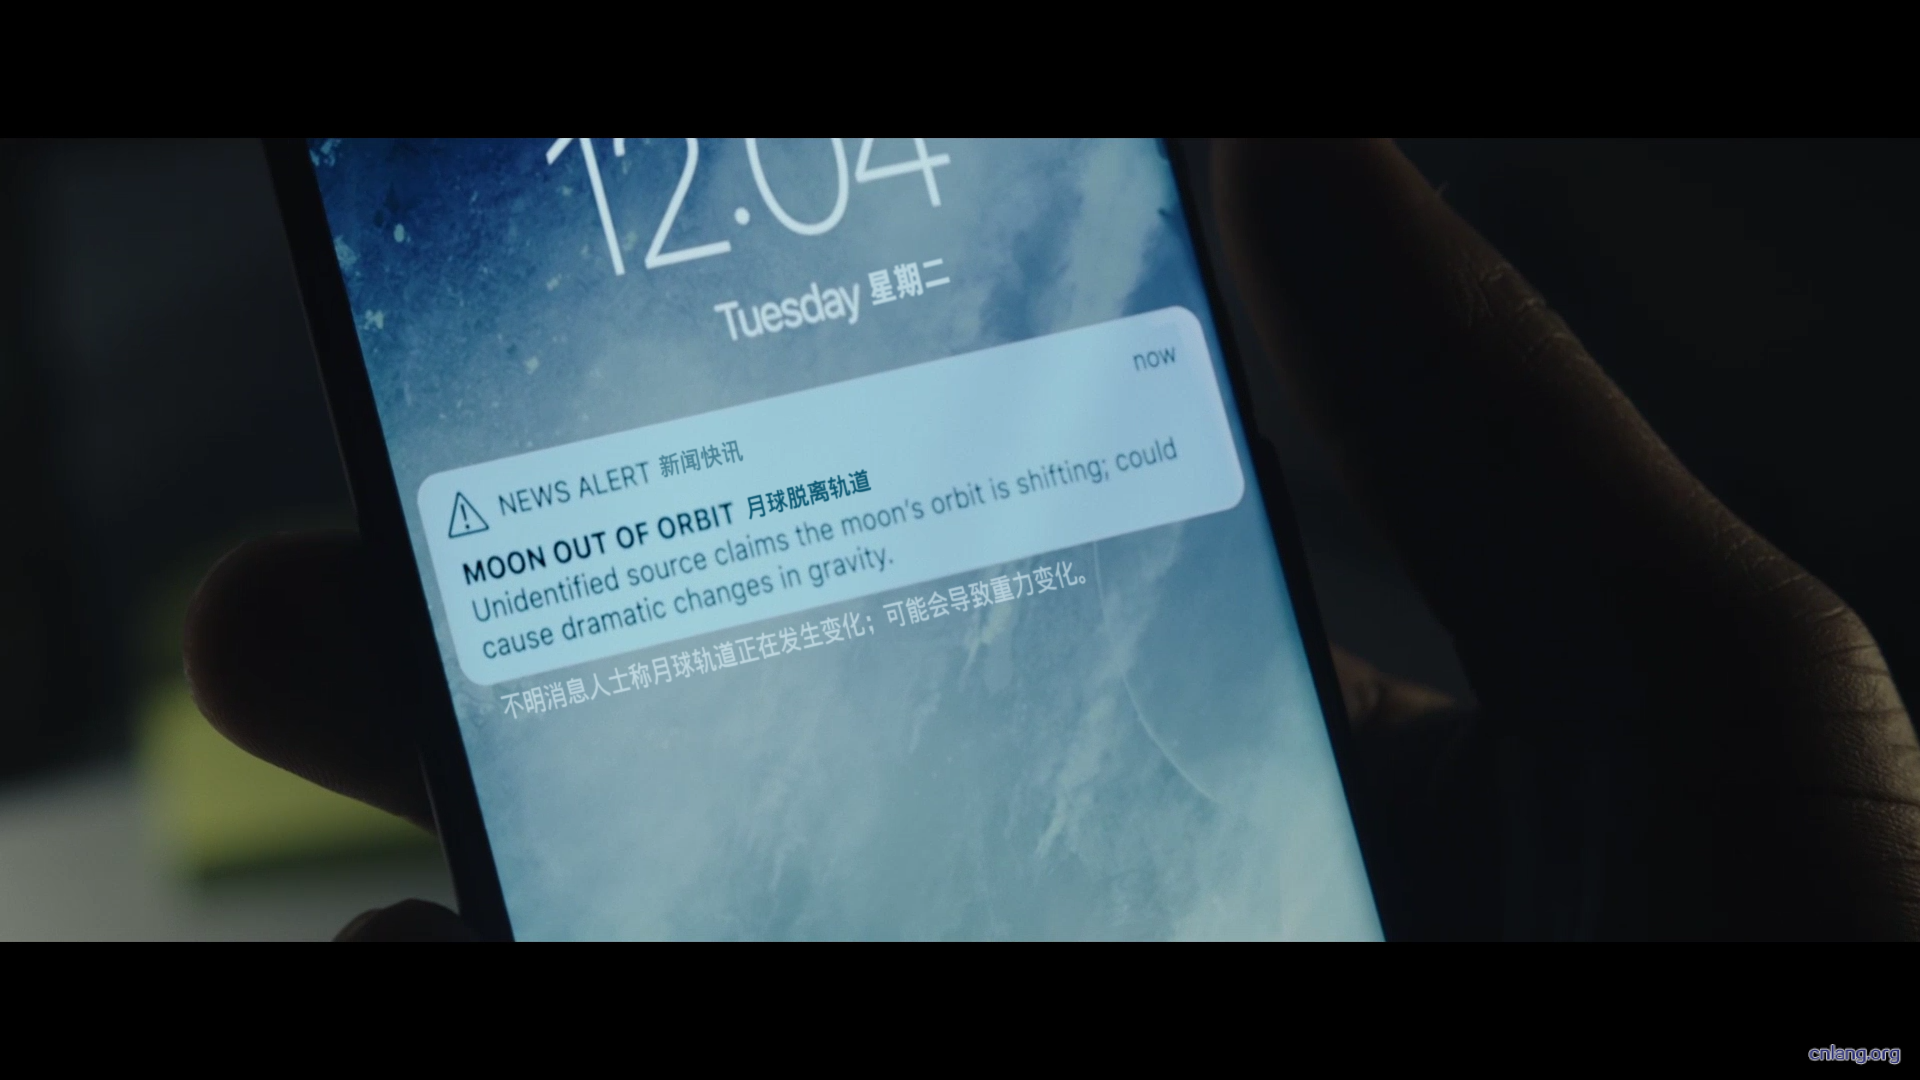 12:04
Tuesday 星期二
now
NEWS ALERT 新闻快讯
MOON OUT OF ORBIT 月球脱离轨道
Unidentified source claims the moon's orbit is shifting; could
cause dramatic changes in gravity.
不明消息人士称月球轨道正在发生变化；可能会导致重力变化。
cnlang.org